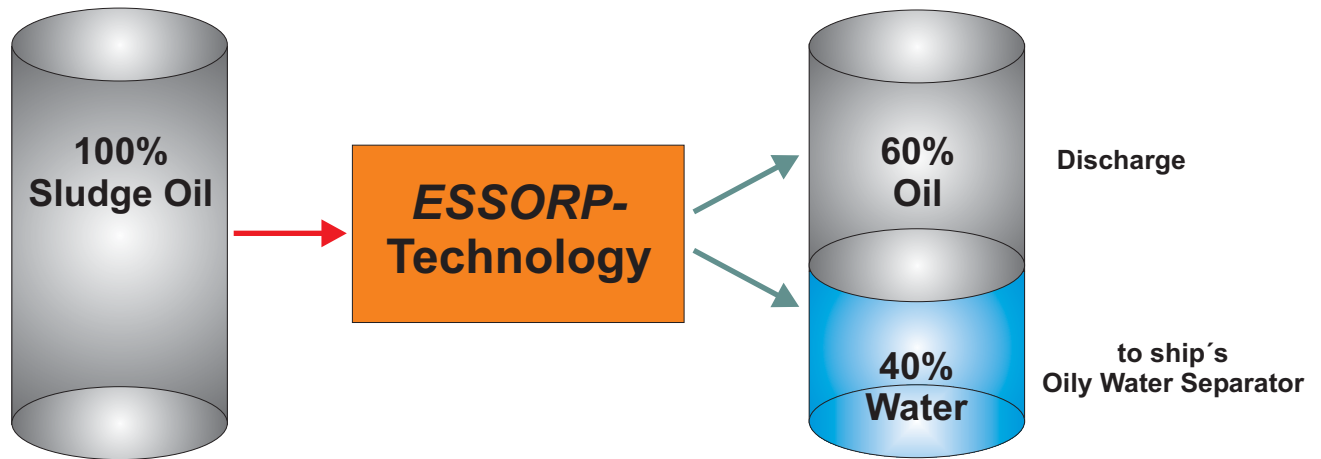 100%
Sludge Oil
ESSORP-
Technology
60%
Oil
Discharge
40%
Water
to ship´s
Oily Water Separator